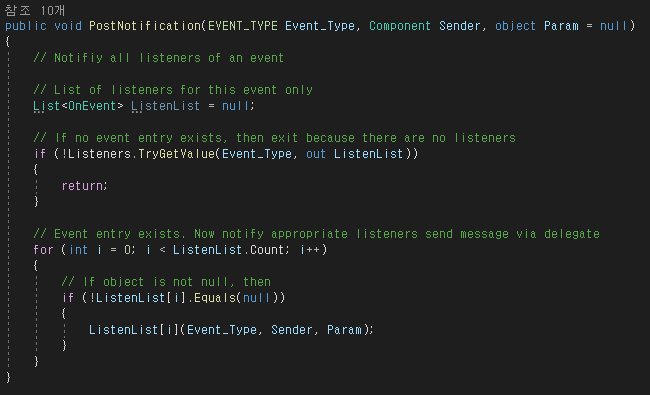 참조 10개
public void PostNotification(EVENT_TYPE Event_Type, Component Sender, object Param = null)
{
// Notifiy all listeners of an event
// List of listeners for this event only
List<OnEvent> ListenList = null;
// If no event entry exists, then exit because there are no listeners
if (!Listeners.TryGetValue(Event_Type, out ListenList))
{
return;
}
// Event entry exists. Now notify appropriate listeners send message via delegate
for (int i = 0; i < ListenList.Count; i++)
{
// If object is not null, then
if (!ListenList[i].Equals(null))
{
ListenList[i](Event_Type, Sender, Param);
}
}
}